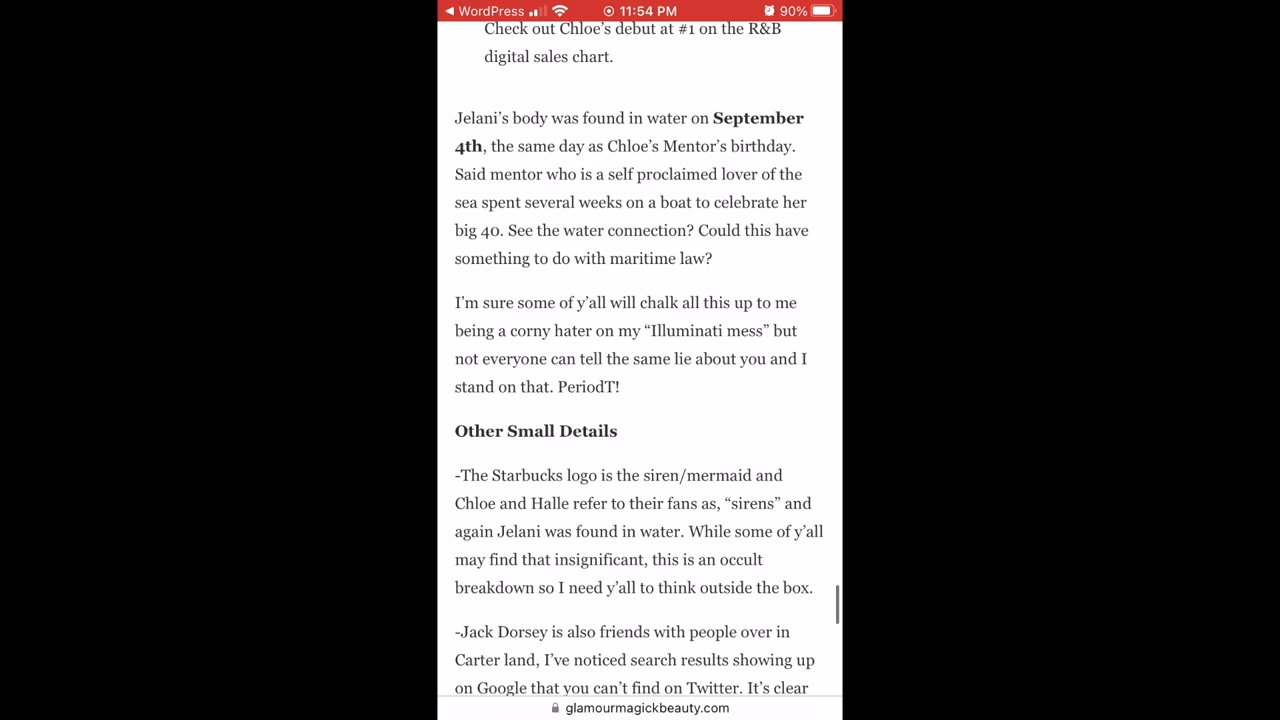 WordPress 11:54 PM 90%
Check out Chloe’s debut at #1 on the R&B
digital sales chart.
Jelani’s body was found in water on September
4th, the same day as Chloe’s Mentor’s birthday.
Said mentor who is a self proclaimed lover of the
sea spent several weeks on a boat to celebrate her
big 40. See the water connection? Could this have
something to do with maritime law?
I’m sure some of y’all will chalk all this up to me
being a corny hater on my “Illuminati mess” but
not everyone can tell the same lie about you and I
stand on that. PeriodT!
Other Small Details
-The Starbucks logo is the siren/mermaid and
Chloe and Halle refer to their fans as, “sirens” and
again Jelani was found in water. While some of y’all
may find that insignificant, this is an occult
breakdown so I need y’all to think outside the box.
-Jack Dorsey is also friends with people over in
Carter land, I’ve noticed search results showing up
on Google that you can’t find on Twitter. It’s clear
glamourmagickbeauty.com